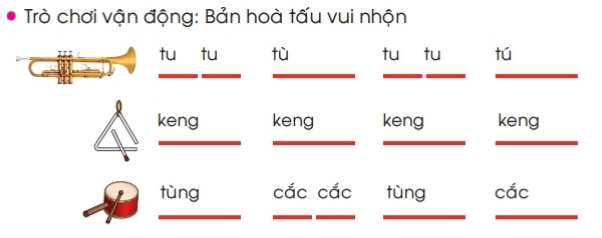 Trò chơi vận động: Bản hoà tấu vui nhộn
tu tu tù tu tu tú
keng keng keng keng
tùng cắc cắc tùng cắc